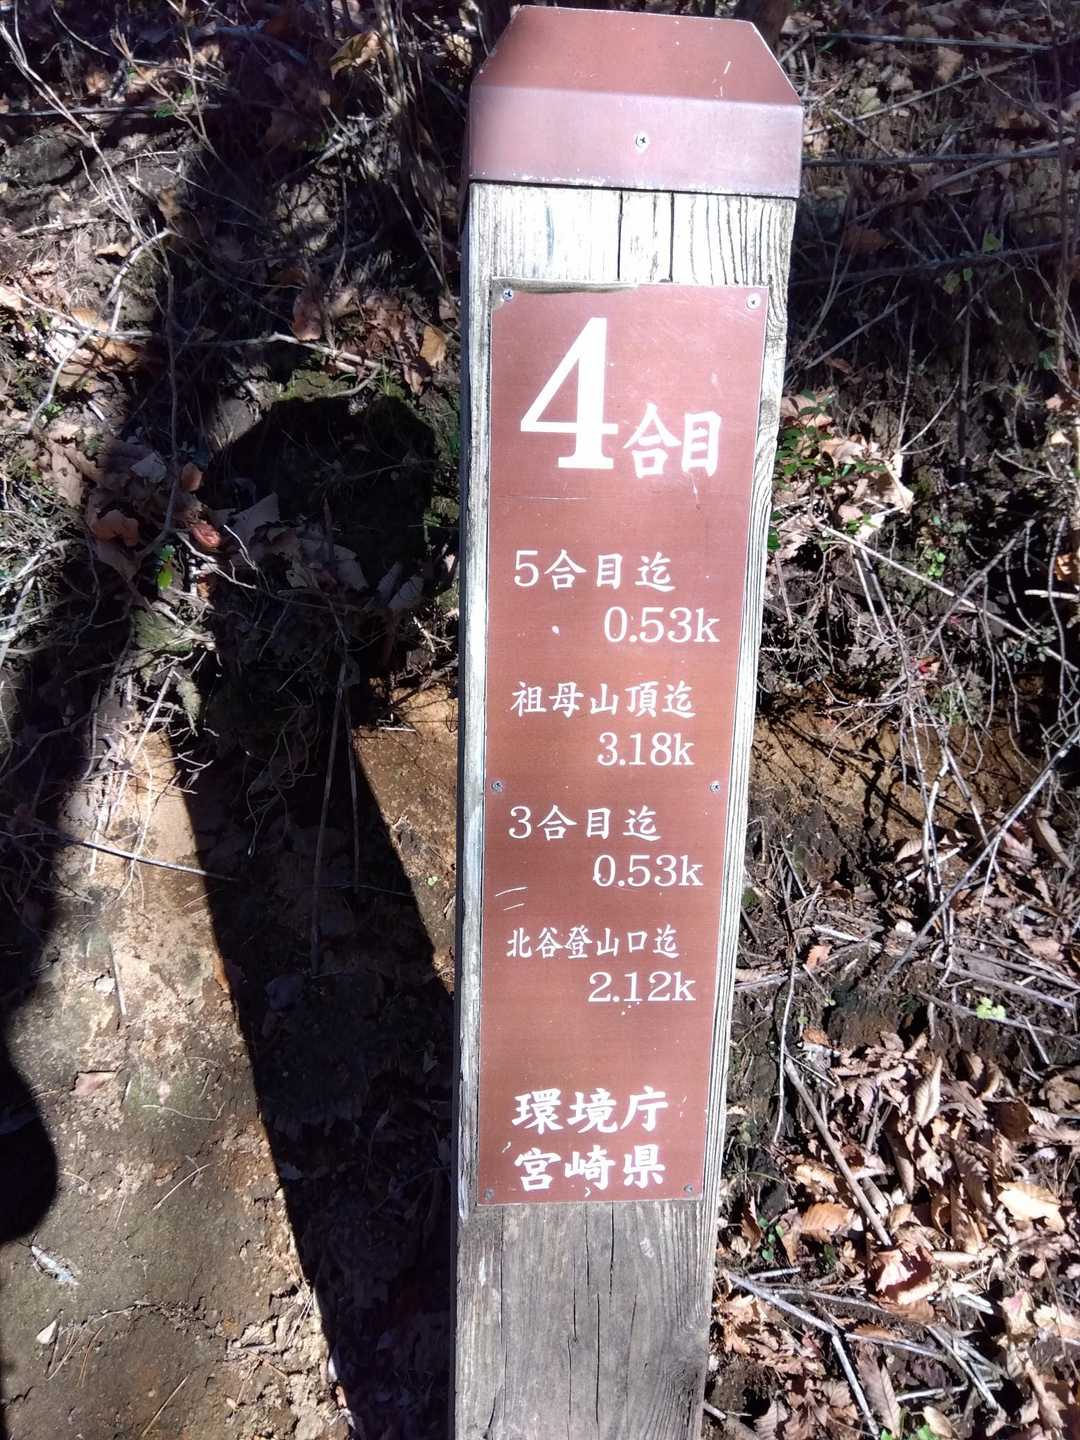 4合目
5合目迄
0.53k
祖母山頂迄
3.18k
3合目迄
0.53k
北谷登山口迄
2.12k
環境庁
宮崎県